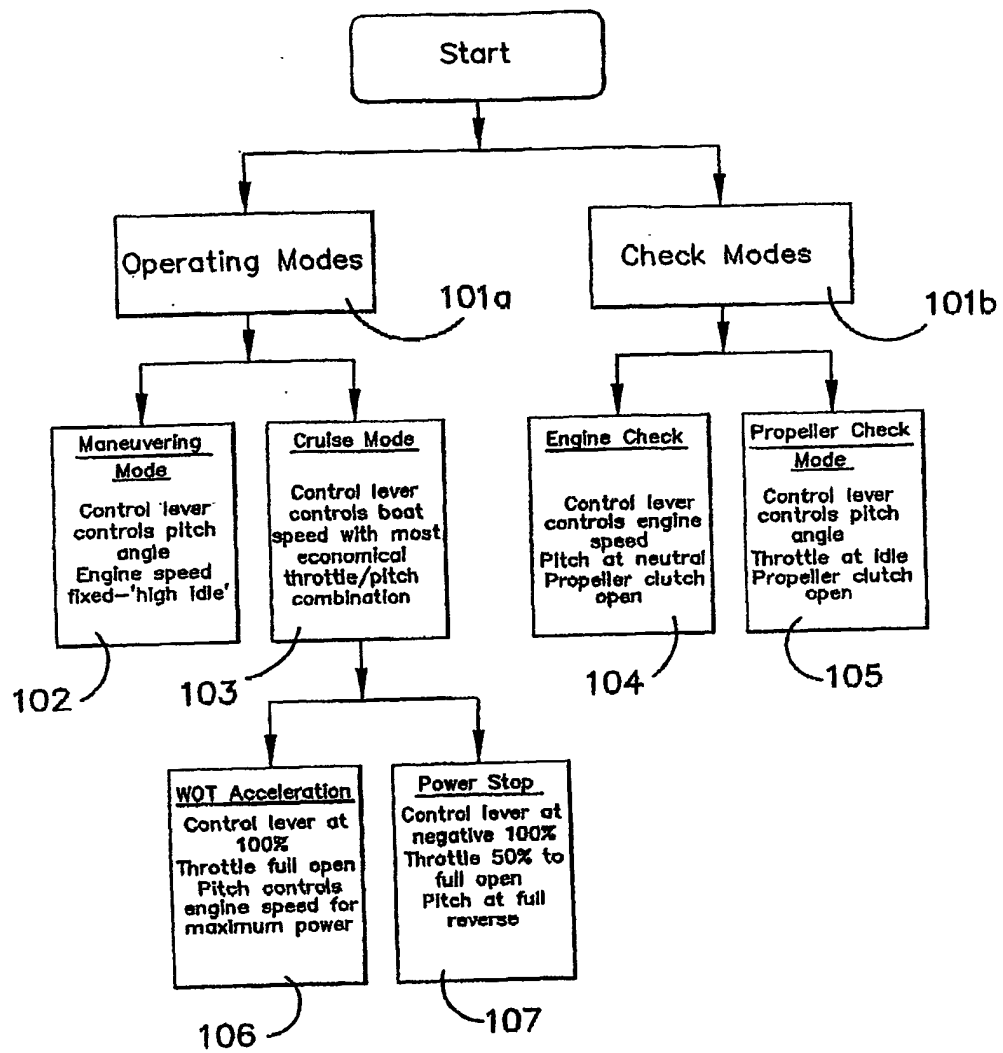 Start
Operating Modes
101a
Check Modes
101b
Maneuvering
Mode
Control lever
controls pitch
angle
Engine speed
fixed-'high idle'
102
Cruise Mode
Control lever
controls boat
speed with most
economical
throttle/pitch
combination
103
Engine Check
Control lever
controls engine
speed
Pitch at neutral
Propeller clutch
open
104
Propeller Check
Mode
Control lever
controls pitch
angle
Throttle at idle
Propeller clutch
open
105
WOT Acceleration
Control lever at
100%
Throttle full open
Pitch controls
engine speed for
maximum power
106
Power Stop
Control lever at
negative 100%
Throttle 50% to
full open
Pitch at full
reverse
107